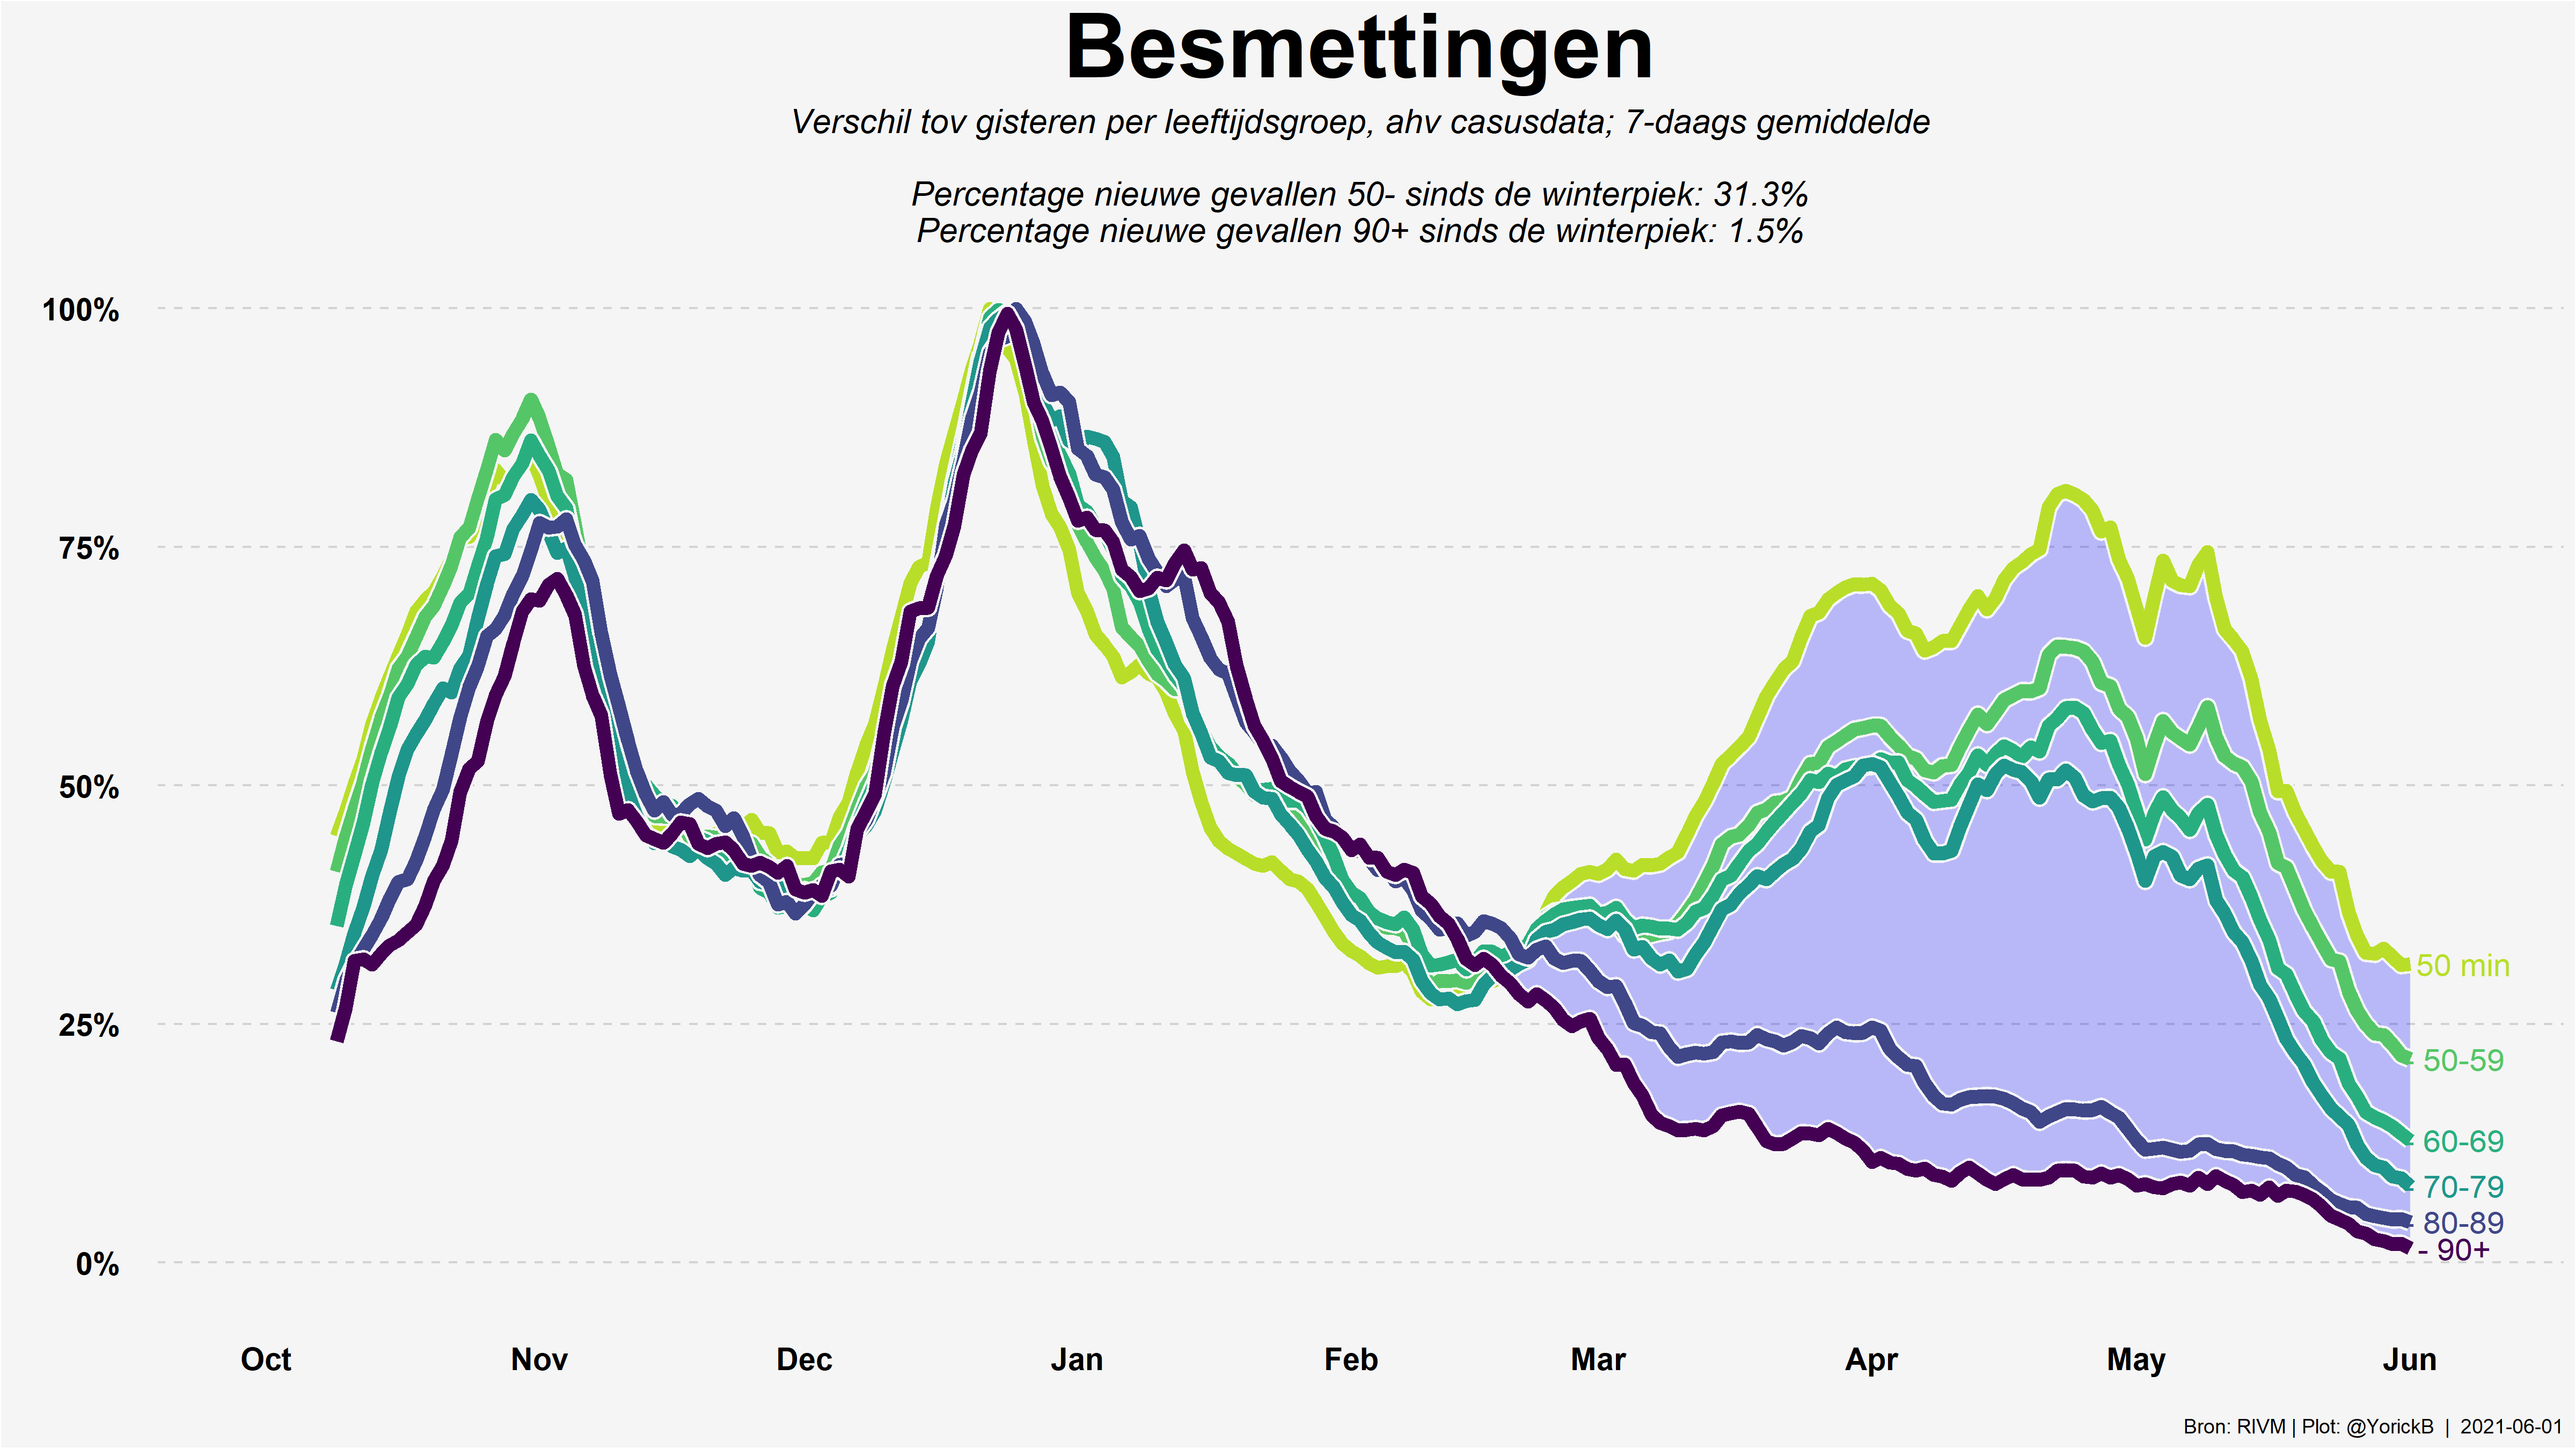 Besmettingen
Verschil tov gisteren per leeftijdsgroep, ahv casusdata; 7-daags gemiddelde
Percentage nieuwe gevallen 50- sinds de winterpiek: 31.3%
Percentage nieuwe gevallen 90+ sinds de winterpiek: 1.5%
100%
75%
50%
25%
0%
50 min
- 50-59
- 60-69
- 70-79
- 80-89
- 90+
Oct Nov Dec Jan Feb Mar Apr May Jun
Bron: RIVM | Plot: @YorickB | 2021-06-01